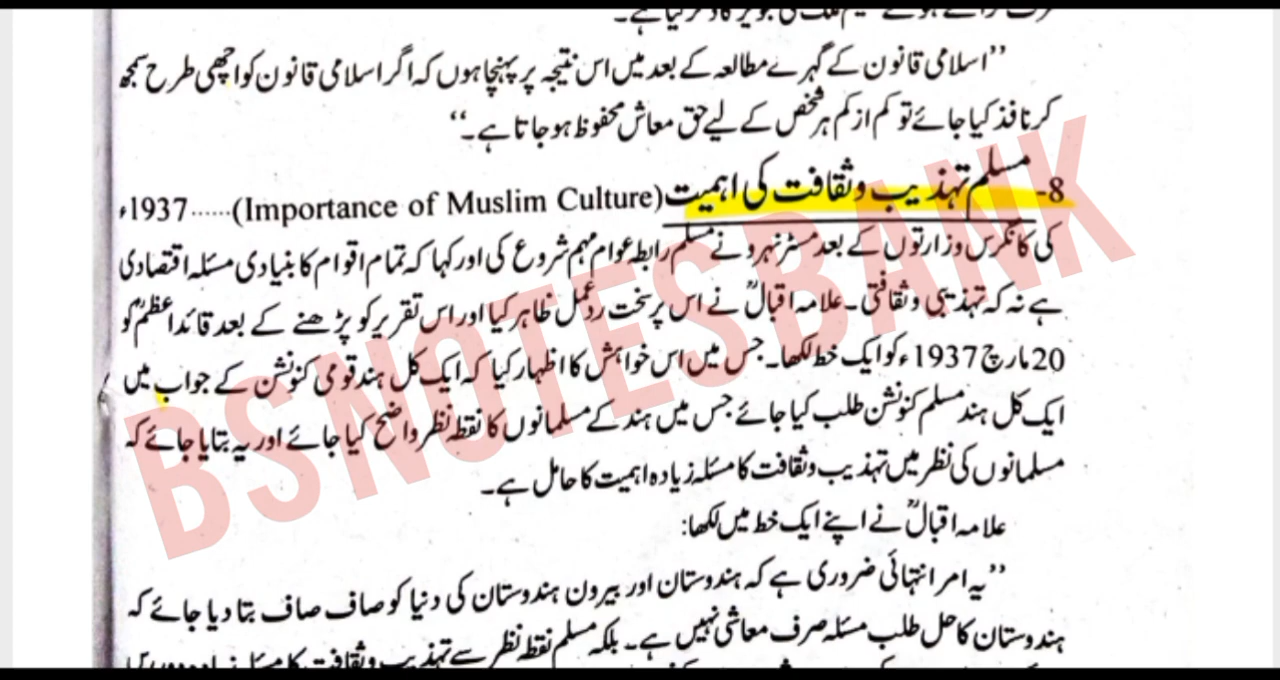 ”اسلامی قانون کے گہرے مطالعہ کے بعد میں اس نتیجہ پر پہنچا ہوں کہ اگر اسلامی قانون کو اچھی طرح سمجھ
کر نافذ کیا جائے تو کم از کم ہر شخص کے لیے حق معاش محفوظ ہو جاتا ہے۔“
8- مسلم تہذیب وثقافت کی اہمیت (Importance of Muslim Culture)......1937ء
کی کانگرس وزارتوں کے بعد مسٹر نہرو نے مسلم رابطہ عوام مہم شروع کی اور کہا کہ تمام اقوام کا بنیادی مسئلہ اقتصادی
ہے نہ کہ تہذیبی وثقافتی۔ علامہ اقبالؒ نے اس پر سخت ردعمل ظاہر کیا اور اس تقریر کو پڑھنے کے بعد قائداعظمؒ کو
20 مارچ 1937ء کو ایک خط لکھا۔ جس میں اس خواہش کا اظہار کیا کہ ایک کل ہند قومی کنونشن کے جواب میں
ایک کل ہند مسلم کنونشن طلب کیا جائے جس میں ہند کے مسلمانوں کا نقطہ نظر واضح کیا جائے اور یہ بتایا جائے کہ
مسلمانوں کی نظر میں تہذیب وثقافت کا مسئلہ زیادہ اہمیت کا حامل ہے۔
علامہ اقبالؒ نے اپنے ایک خط میں لکھا:
”یہ امر انتہائی ضروری ہے کہ ہندوستان اور بیرون ہندوستان کی دنیا کو صاف صاف بتا دیا جائے کہ
ہندوستان کا حل طلب مسئلہ صرف معاشی نہیں ہے۔ بلکہ مسلم نقطہ نظر سے تہذیب وثقافت کا مسئلہ
BSNOTESBANK